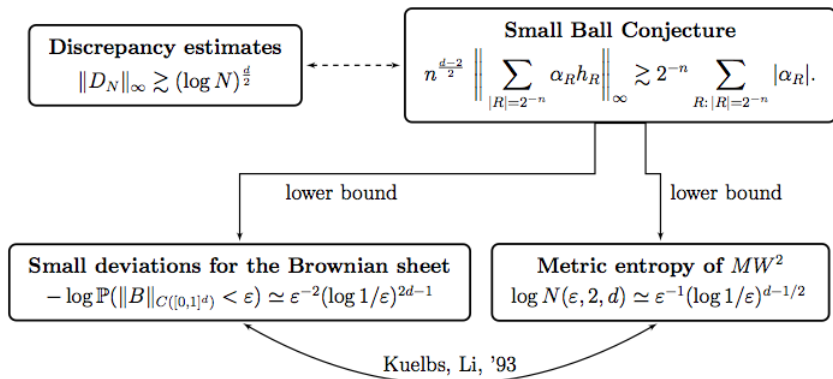 Discrepancy estimates
‖D_N‖_∞ ≳ (log N)^{d/2}
Small Ball Conjecture
n^{\frac{d-2}{2}} ‖ ∑_{|R|=2^{-n}} α_R h_R ‖_∞ ≳ 2^{-n} ∑_{R: |R|=2^{-n}} |α_R|.
lower bound
lower bound
Small deviations for the Brownian sheet
− log ℙ(‖B‖_{C([0,1]^d)} < ε) ≃ ε^{-2}(log 1/ε)^{2d−1}
Metric entropy of MW^2
log N(ε, 2, d) ≃ ε^{-1}(log 1/ε)^{d−1/2}
Kuelbs, Li, '93